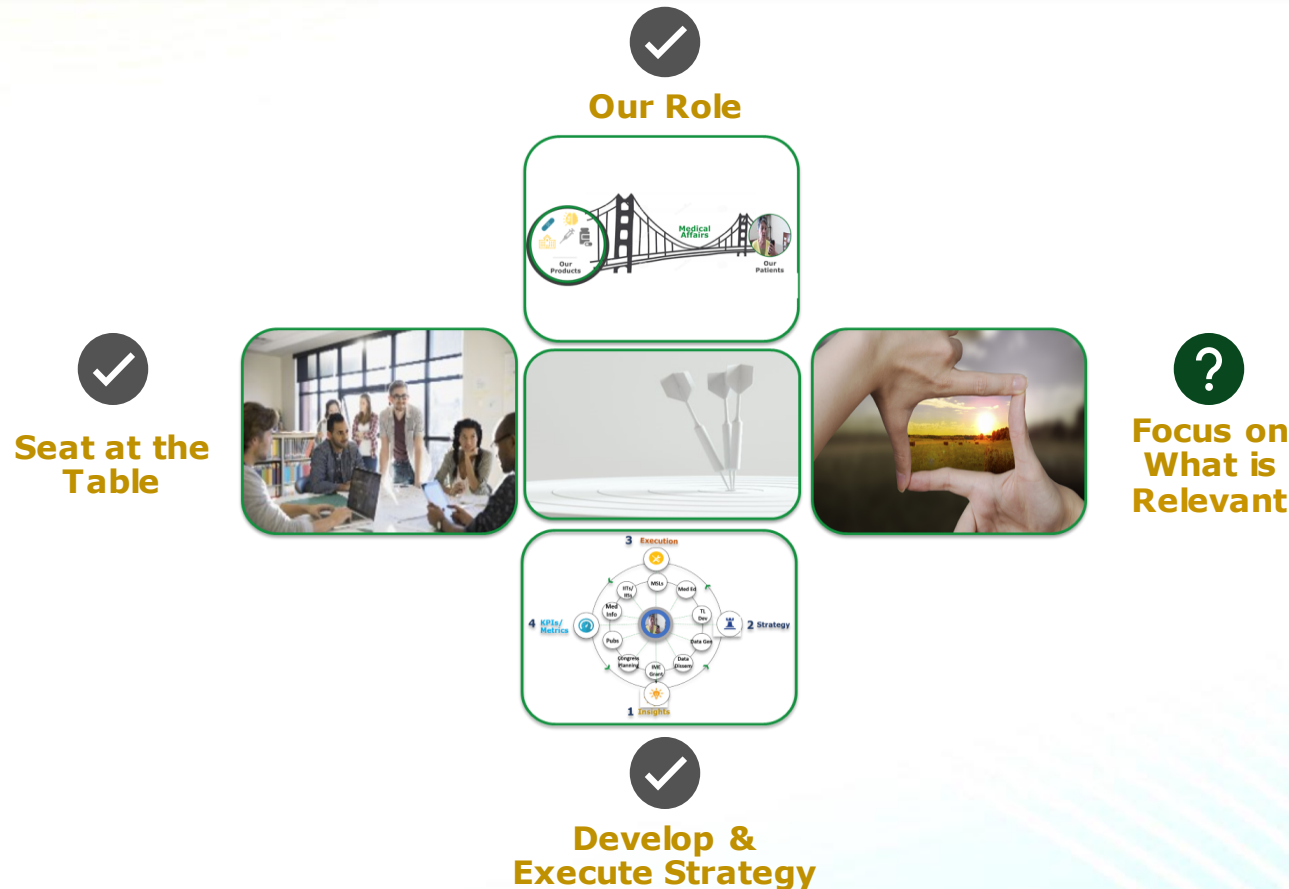 Our Role
Medical
Affairs
Our
Products
Our
Patients
Seat at the
Table
?
Focus on
What is
Relevant
3 Execution
IITs/
MSLs
Med Ed
Med
Info
TL
Dev
4 KPIs/
Metrics
2 Strategy
Pubs
Data Gen
Congress
Planning
IME
Grant
Data
Dissem
1 Insights
Develop &
Execute Strategy